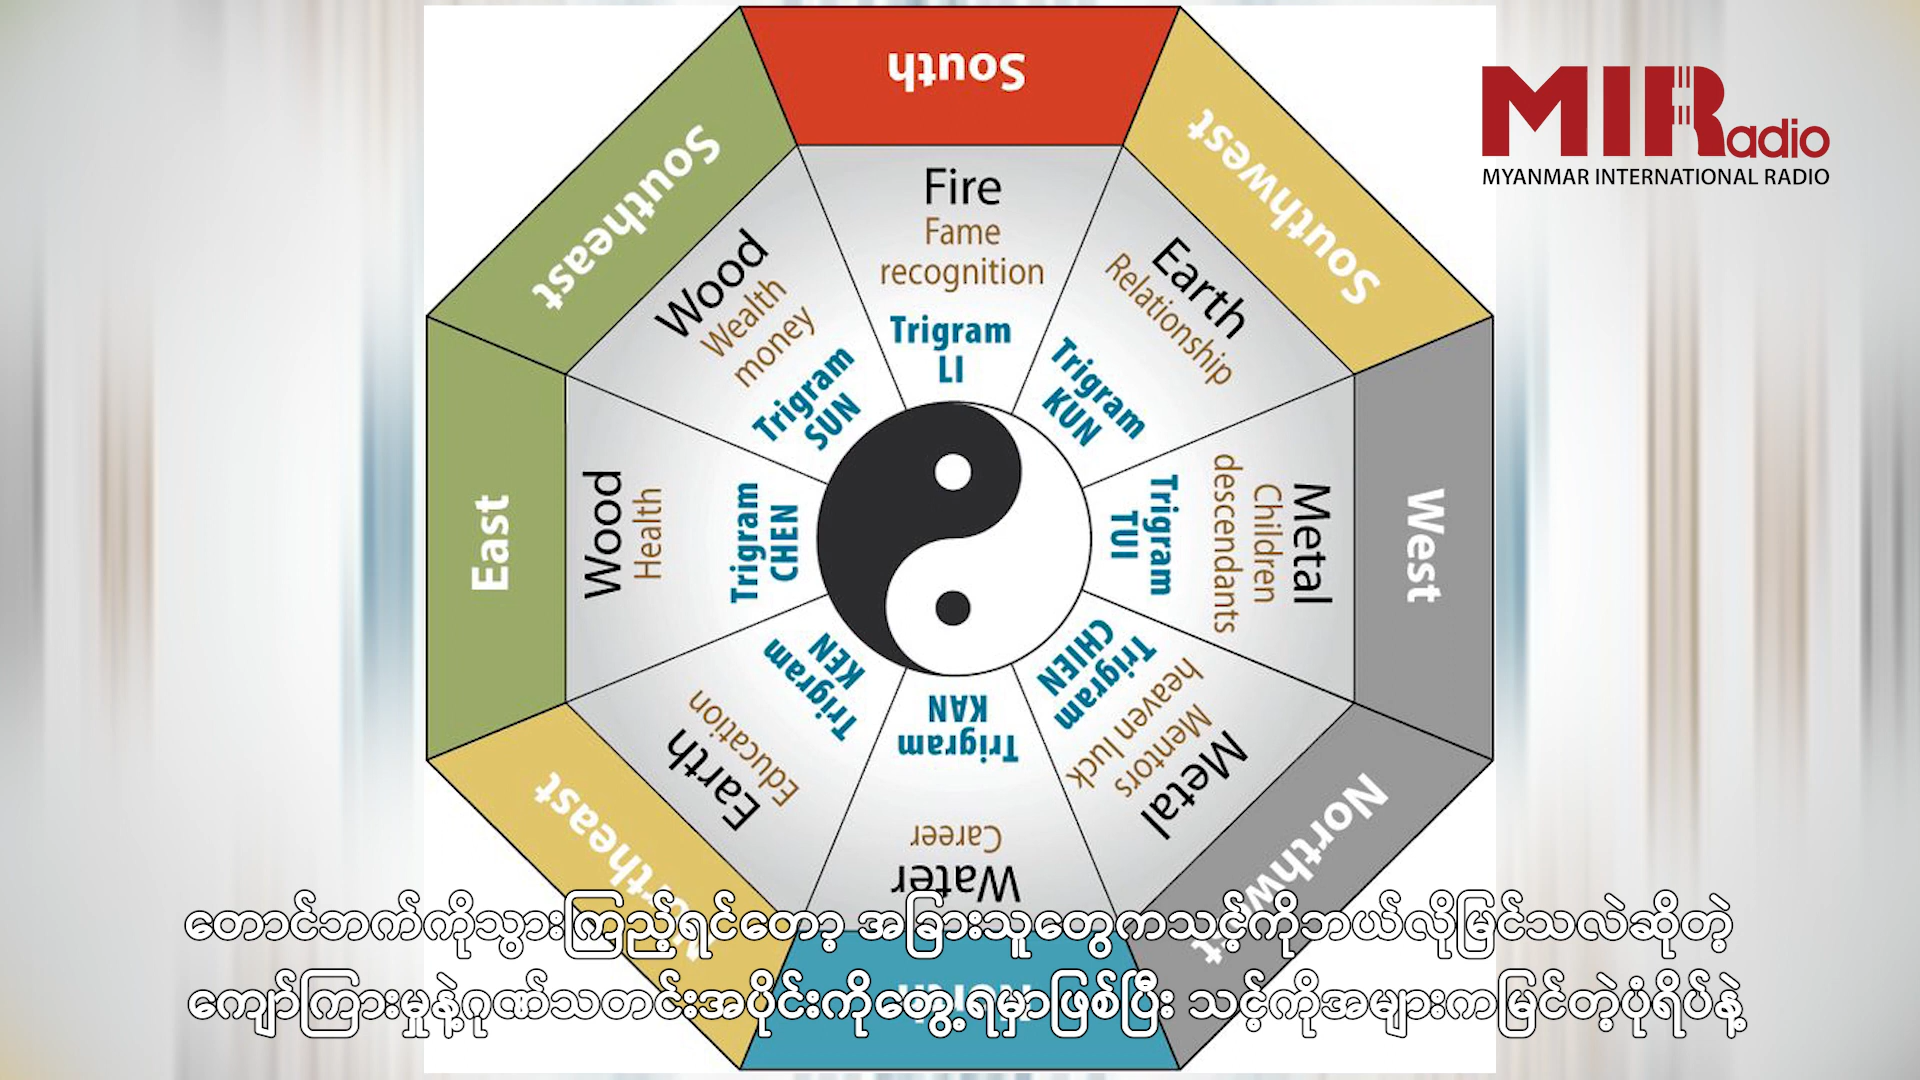 South
Southwest
West
Northwest
North
Northeast
East
Southeast
Fire
Fame
recognition
Trigram
LI
Earth
Relationship
Trigram
KUN
Metal
Children
descendants
Trigram
TUI
Metal
Mentors
heaven luck
Trigram
CHIEN
Water
Career
Trigram
KAN
Earth
Education
Trigram
KEN
Wood
Health
Trigram
CHEN
Wood
Wealth
money
Trigram
SUN
MIRadio
MYANMAR INTERNATIONAL RADIO
တောင်ဘက်ကိုသွားကြည့်ရင်တော့ အခြားသူတွေကသင့်ကိုဘယ်လိုမြင်သလဲဆိုတဲ့
ကျော်ကြားမှုနဲ့ဂုဏ်သတင်းအပိုင်းကိုတွေ့ရမှာဖြစ်ပြီး သင့်ကိုအများကမြင်တဲ့ပုံရိပ်နဲ့